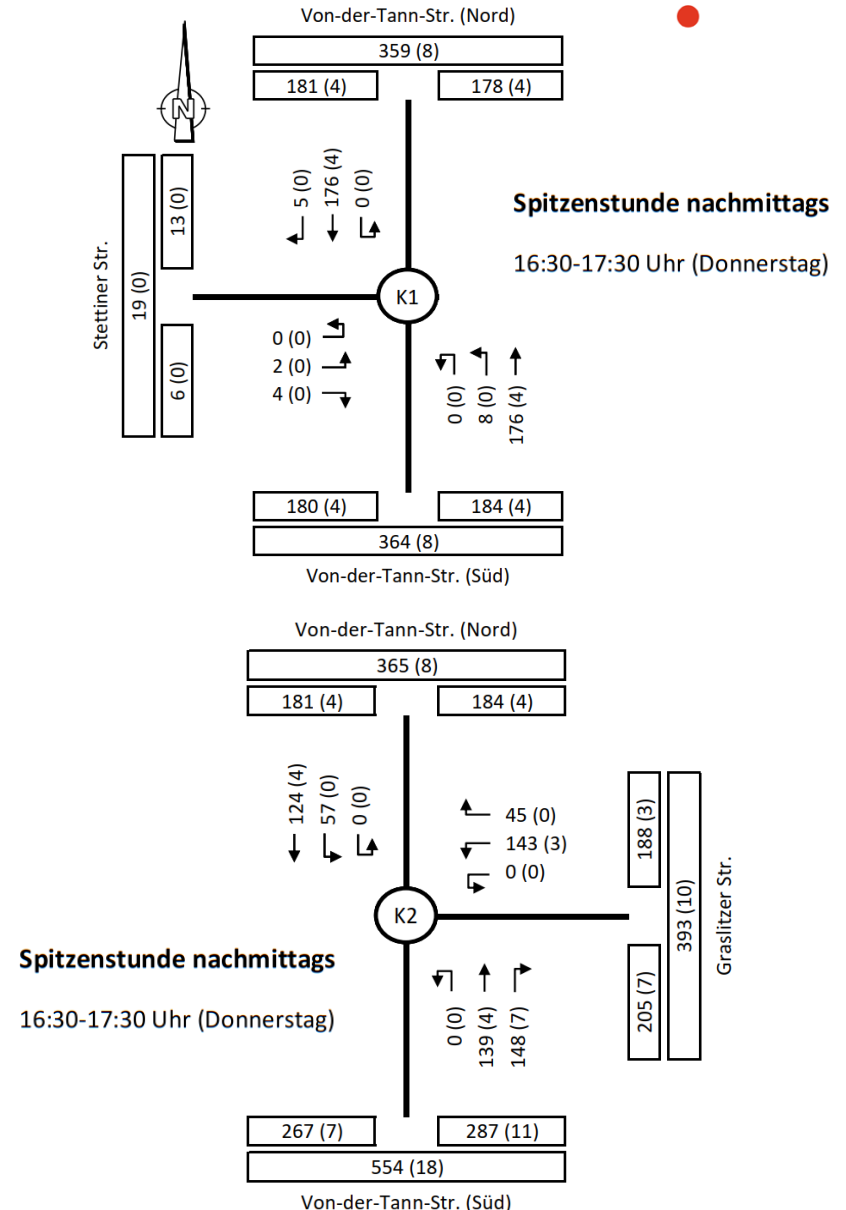 Von-der-Tann-Str. (Nord)
359 (8)
181 (4)
178 (4)
N
5 (0)
176 (4)
0 (0)
Spitzenstunde nachmittags
16:30-17:30 Uhr (Donnerstag)
Stettiner Str.
19 (0)
13 (0)
6 (0)
K1
0 (0)
2 (0)
4 (0)
0 (0)
8 (0)
176 (4)
180 (4)
184 (4)
364 (8)
Von-der-Tann-Str. (Süd)
Von-der-Tann-Str. (Nord)
365 (8)
181 (4)
184 (4)
124 (4)
57 (0)
0 (0)
45 (0)
143 (3)
0 (0)
188 (3)
393 (10)
Graslitzer Str.
205 (7)
K2
Spitzenstunde nachmittags
16:30-17:30 Uhr (Donnerstag)
0 (0)
139 (4)
148 (7)
267 (7)
287 (11)
554 (18)
Von-der-Tann-Str. (Süd)